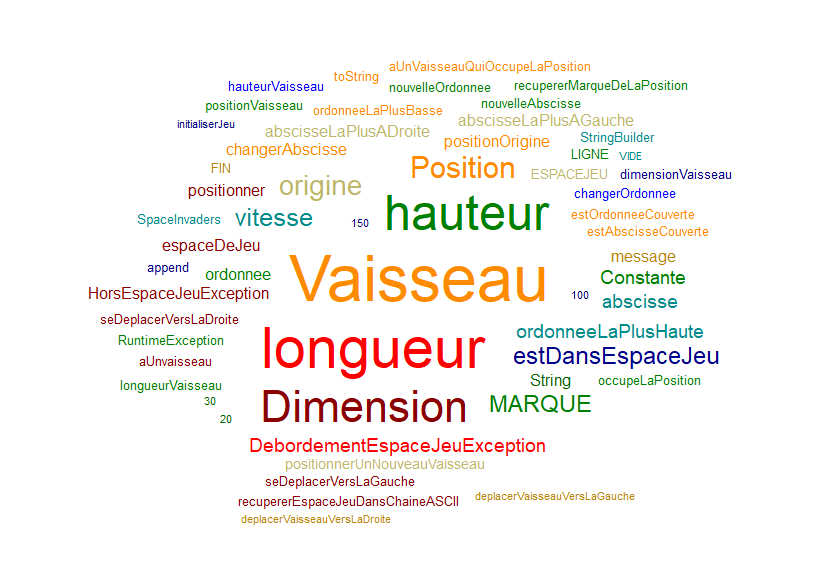 aUnVaisseauQuiOccupeLaPosition
toString
hauteurVaisseau
nouvelleOrdonnee
recupererMarqueDeLaPosition
positionVaisseau
ordonneeLaPlusBasse
nouvelleAbscisse
initialiserJeu
abscisseLaPlusADroite
abscisseLaPlusAGauche
changerAbscisse
positionOrigine
StringBuilder
FIN
Position
LIGNE
VIDE
positionner
origine
ESPACEJEU
dimensionVaisseau
changerOrdonnee
SpaceInvaders
vitesse
150
hauteur
estOrdonneeCouverte
estAbscisseCouverte
espaceDeJeu
message
append
ordonnee
Vaisseau
Constante
HorsEspaceJeuException
100
abscisse
seDeplacerVersLaDroite
ordonneeLaPlusHaute
RuntimeException
longueur
estDansEspaceJeu
aUnvaisseau
longueurVaisseau
String
occupeLaPosition
30
20
Dimension
MARQUE
DebordementEspaceJeuException
positionnerUnNouveauVaisseau
seDeplacerVersLaGauche
recupererEspaceJeuDansChaineASCII
deplacerVaisseauVersLaGauche
deplacerVaisseauVersLaDroite